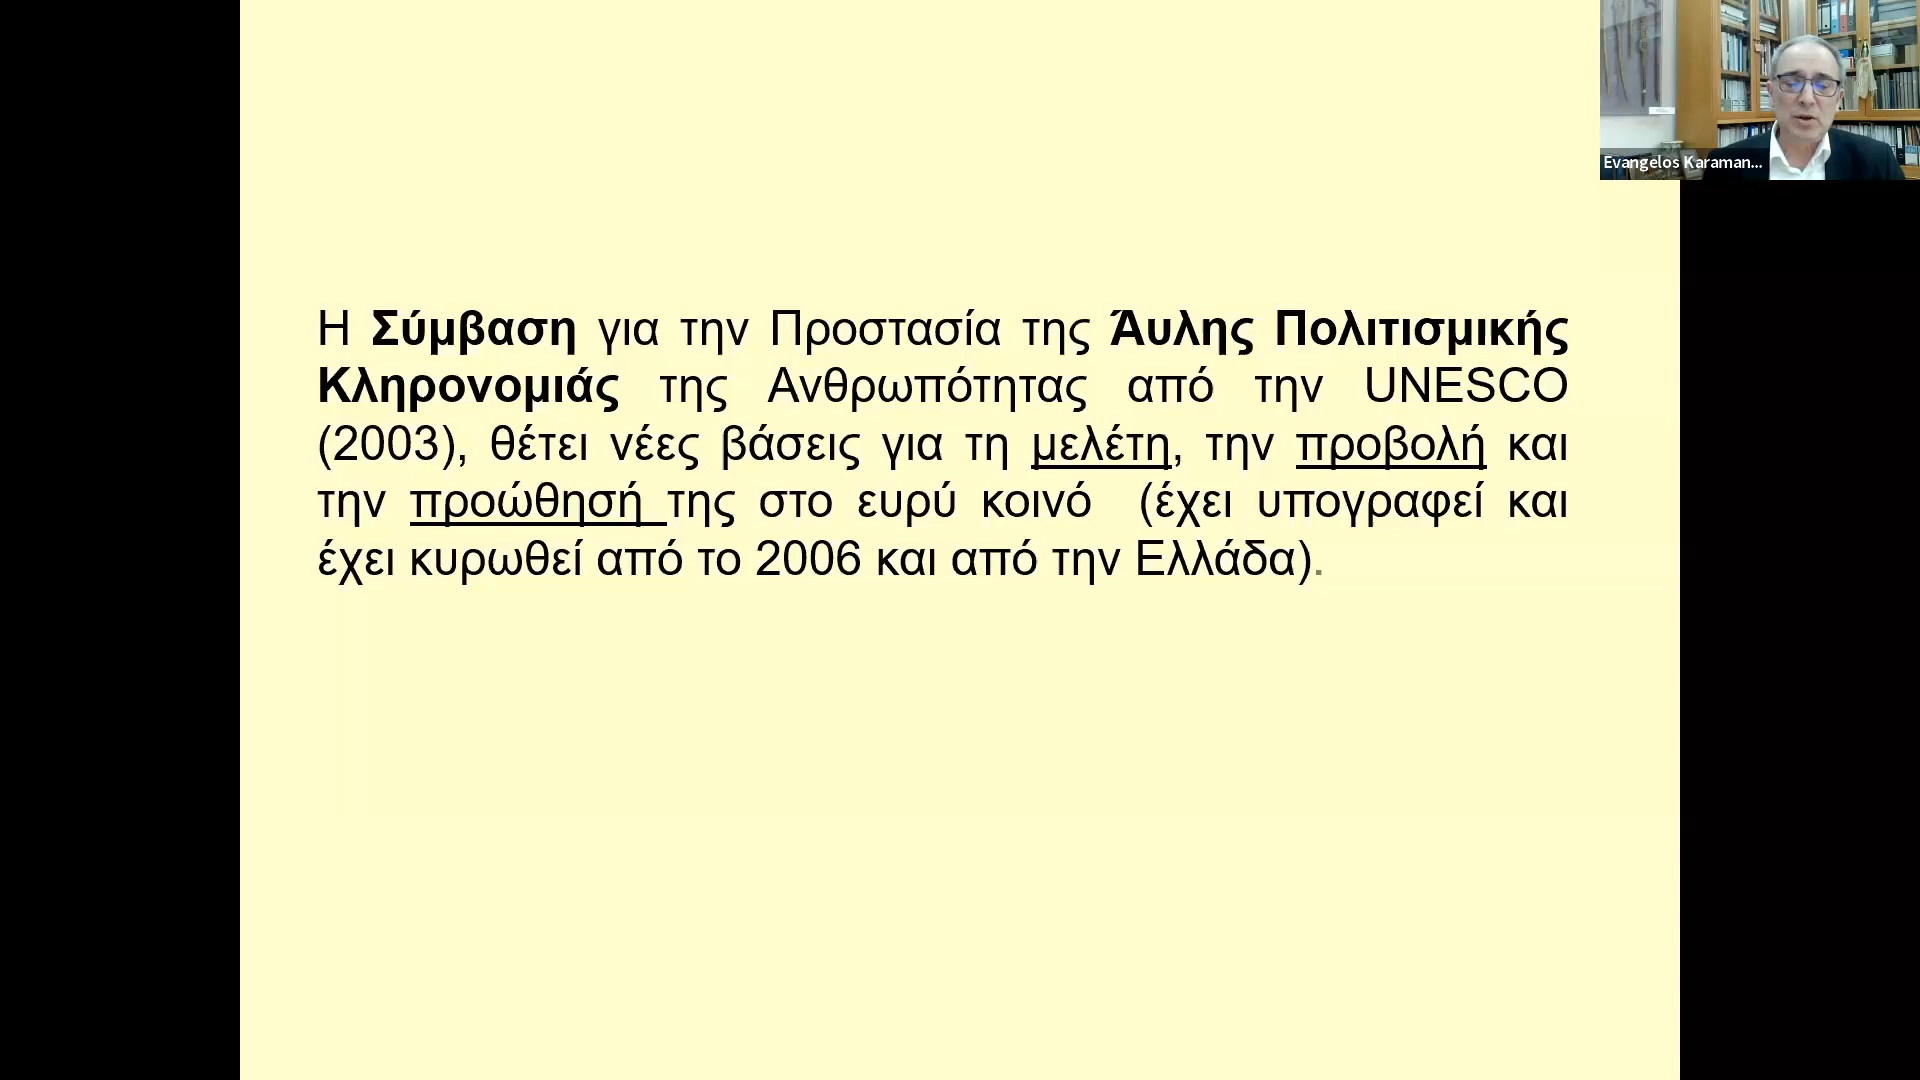 Η Σύμβαση για την Προστασία της Άυλης Πολιτισμικής
Κληρονομιάς της Ανθρωπότητας από την UNESCO
(2003), θέτει νέες βάσεις για τη μελέτη, την προβολή και
την προώθησή της στο ευρύ κοινό (έχει υπογραφεί και
έχει κυρωθεί από το 2006 και από την Ελλάδα).
Evangelos Karaman...